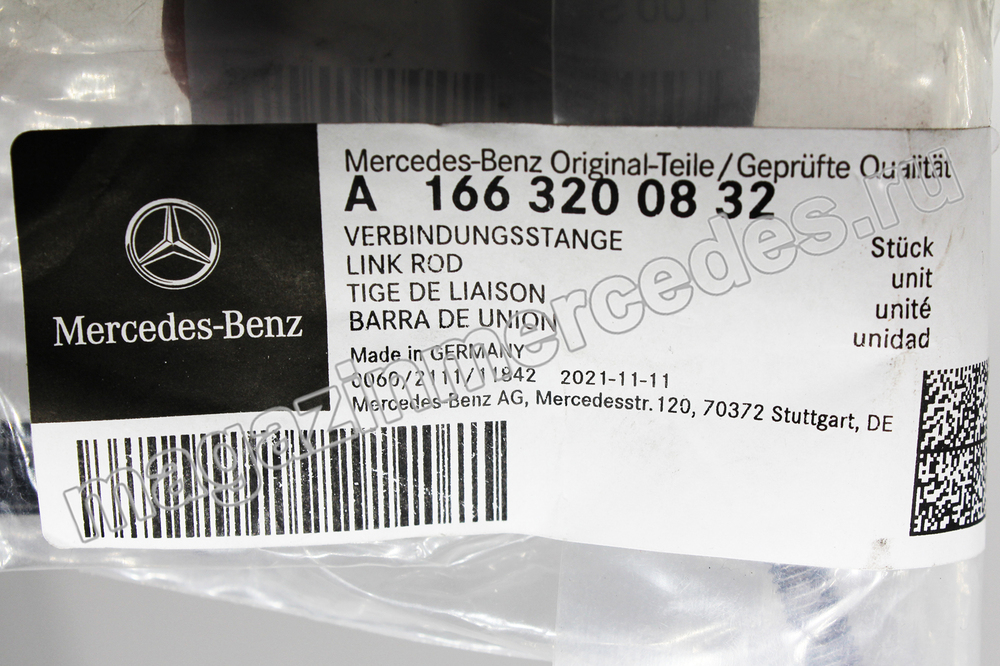 1,00 S
Mercedes-Benz Original-Teile/Geprüfte Qualität
A 166 320 08 32
VERBINDUNGSSTANGE
LINK ROD
TIGE DE LIAISON
BARRA DE UNION
Stück
unit
unité
unidad
Made in GERMANY
0060/2111/11842 2021-11-11
Mercedes-Benz AG, Mercedesstr.120, 70372 Stuttgart, DE
Mercedes-Benz
magazinmercedes.ru